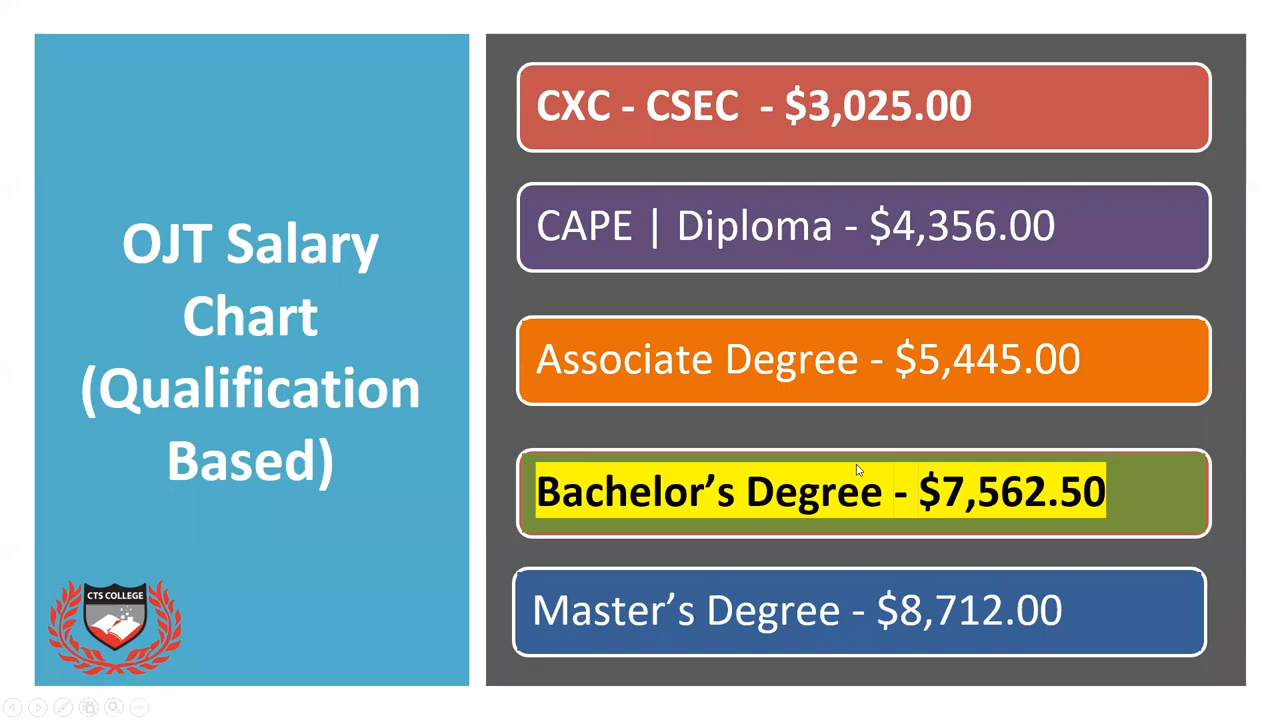 OJT Salary
Chart
(Qualification
Based)
CTS COLLEGE
CXC - CSEC - $3,025.00
CAPE | Diploma - $4,356.00
Associate Degree - $5,445.00
Bachelor’s Degree - $7,562.50
Master’s Degree - $8,712.00